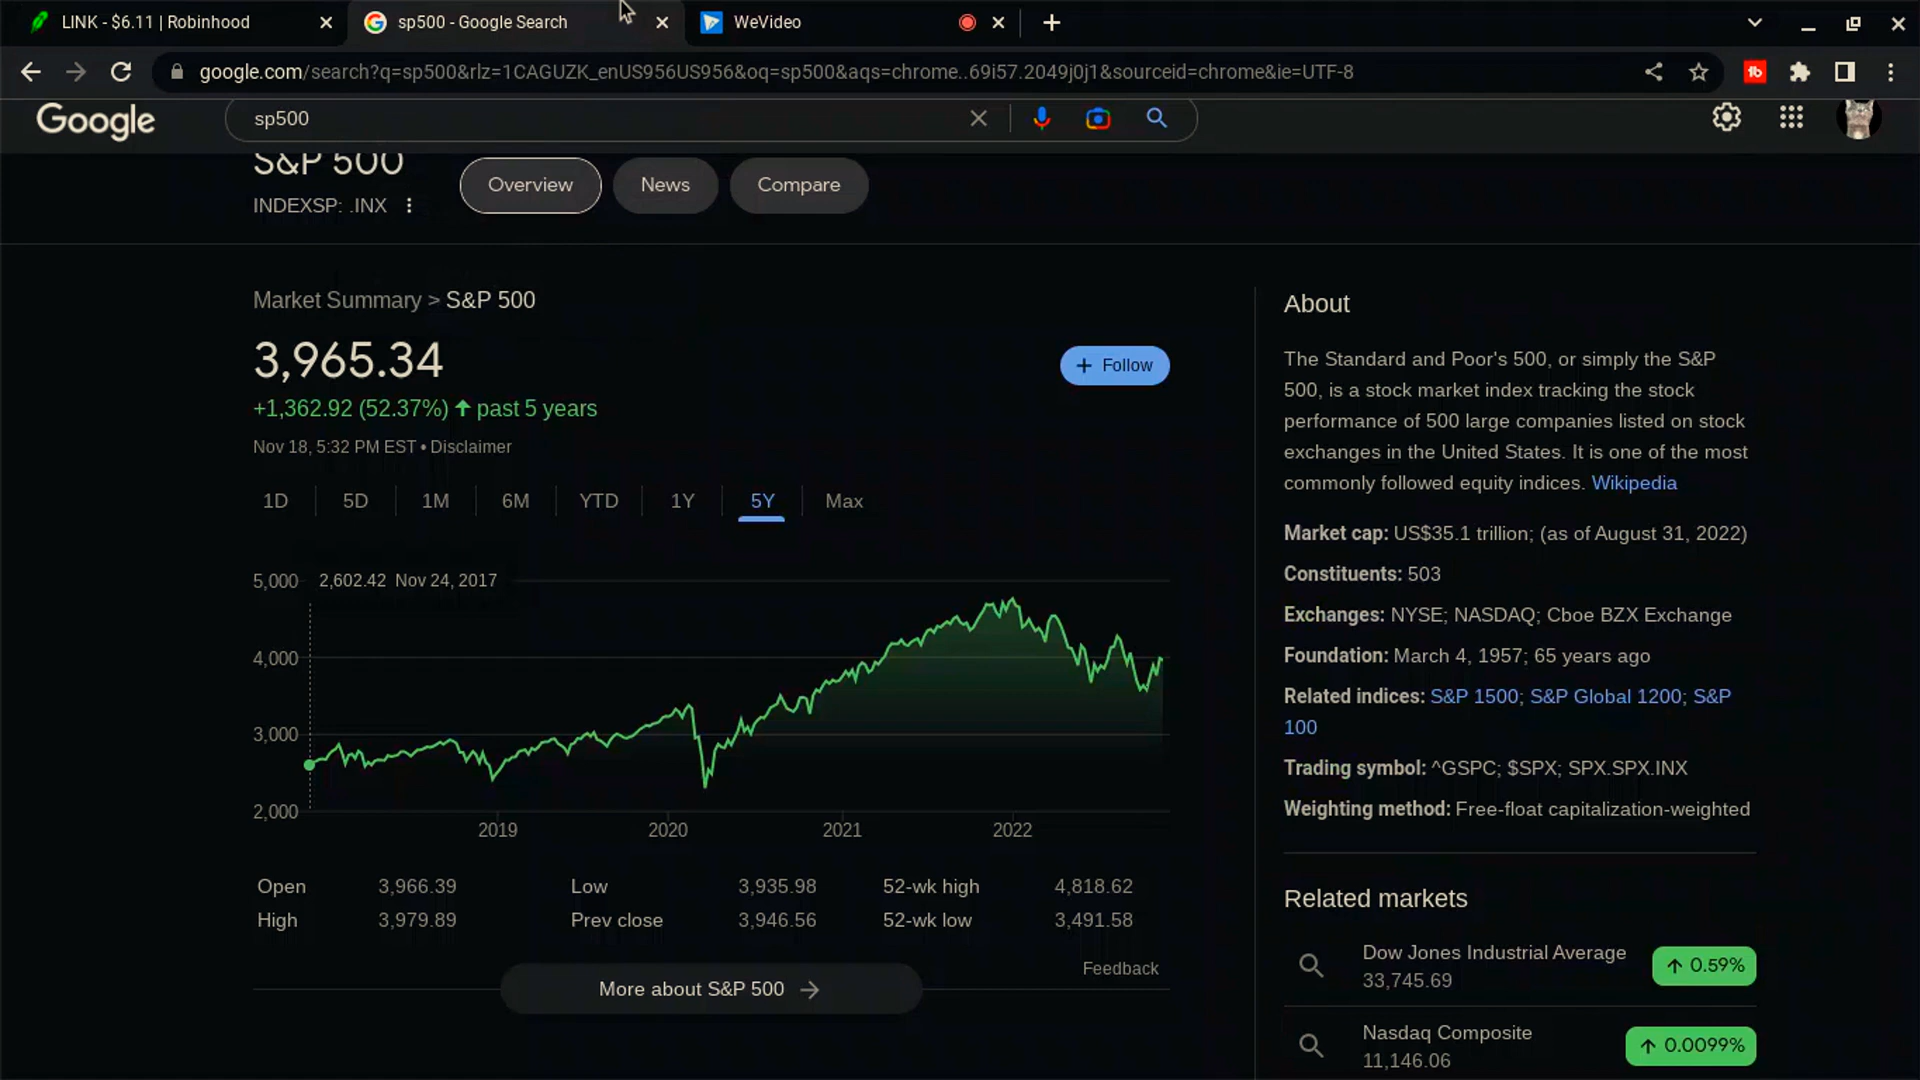 LINK - $6.11 | Robinhood
sp500 - Google Search
WeVideo
google.com/search?q=sp500&rlz=1CAGUZK_enUS956US956&oq=sp500&aqs=chrome..69i57.2049j0j1&sourceid=chrome&ie=UTF-8
Google
sp500
S&P 500
INDEXSP: .INX
Overview
News
Compare
Market Summary > S&P 500
3,965.34
Follow
+1,362.92 (52.37%) past 5 years
Nov 18, 5:32 PM EST • Disclaimer
1D
5D
1M
6M
YTD
1Y
5Y
Max
2,602.42 Nov 24, 2017
5,000
4,000
3,000
2,000
2019
2020
2021
2022
Open 3,966.39
Low 3,935.98
52-wk high 4,818.62
High 3,979.89
Prev close 3,946.56
52-wk low 3,491.58
Feedback
More about S&P 500
About
The Standard and Poor's 500, or simply the S&P
500, is a stock market index tracking the stock
performance of 500 large companies listed on stock
exchanges in the United States. It is one of the most
commonly followed equity indices. Wikipedia
Market cap: US$35.1 trillion; (as of August 31, 2022)
Constituents: 503
Exchanges: NYSE; NASDAQ; Cboe BZX Exchange
Foundation: March 4, 1957; 65 years ago
Related indices: S&P 1500; S&P Global 1200; S&P
100
Trading symbol: ^GSPC; $SPX; SPX.SPX.INX
Weighting method: Free-float capitalization-weighted
Related markets
Dow Jones Industrial Average
33,745.69
0.59%
Nasdaq Composite
11,146.06
0.0099%